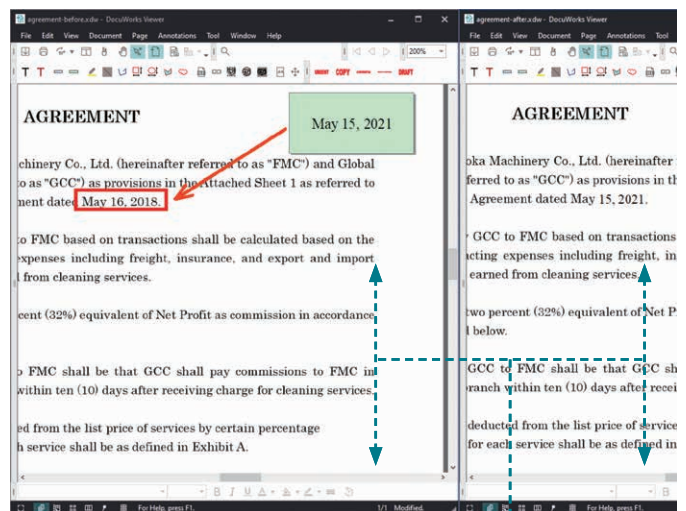 agreement-before.xdw - DocuWorks Viewer
File Edit View Document Page Annotations Tool Window Help
200%
COPY
DRAFT
AGREEMENT
May 15, 2021
chinery Co., Ltd. (hereinafter referred to as "FMC") and Global
to as "GCC") as provisions in the Attached Sheet 1 as referred to
ment dated May 16, 2018.
to FMC based on transactions shall be calculated based on the
expenses including freight, insurance, and export and import
l from cleaning services.
cent (32%) equivalent of Net Profit as commission in accordance
o FMC shall be that GCC shall pay commissions to FMC in
within ten (10) days after receiving charge for cleaning services.
ed from the list price of services by certain percentage
h service shall be as defined in Exhibit A.
For Help, press F1.
1/1 Modified.
agreement-after.xdw - DocuWorks Viewer
File Edit View Document Page Annotations Tool
AGREEMENT
oka Machinery Co., Ltd. (hereinafter
ferred to as "GCC") as provisions in th
Agreement dated May 15, 2021.
GCC to FMC based on transactions
acting expenses including freight, in
earned from cleaning services.
two percent (32%) equivalent of Net P
l below.
GCC to FMC shall be that GCC sh
ranch within ten (10) days after recei
deducted from the list price of service
for each service shall be as defined in
For Help, press F1.